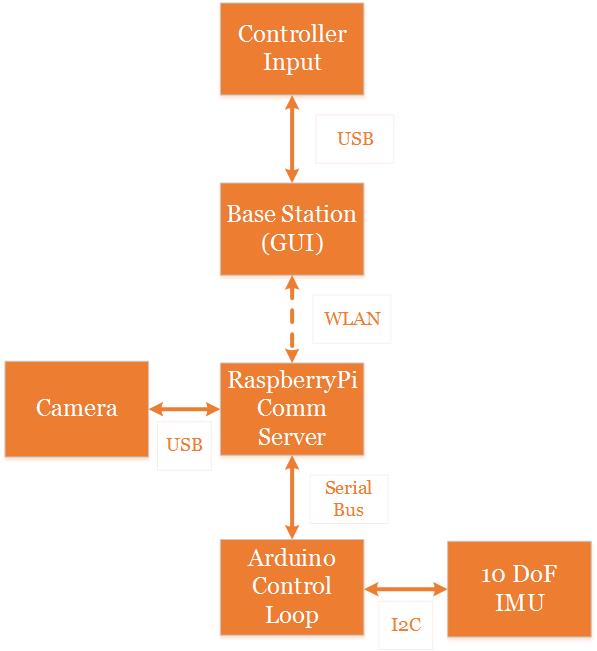 Controller
Input
USB
Base Station
(GUI)
WLAN
RaspberryPi
Comm
Server
Camera
USB
Serial
Bus
Arduino
Control
Loop
10 DoF
IMU
I2C